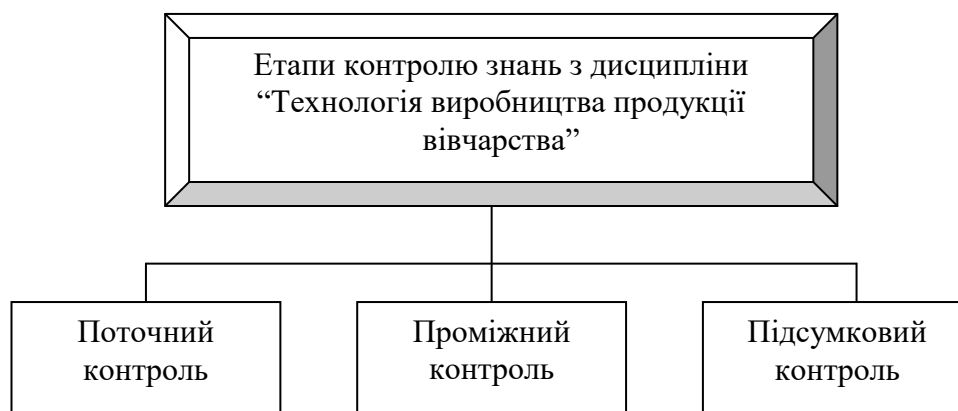 Етапи контролю знань з дисципліни
“Технологія виробництва продукції
вівчарства”
Поточний
контроль
Проміжний
контроль
Підсумковий
контроль